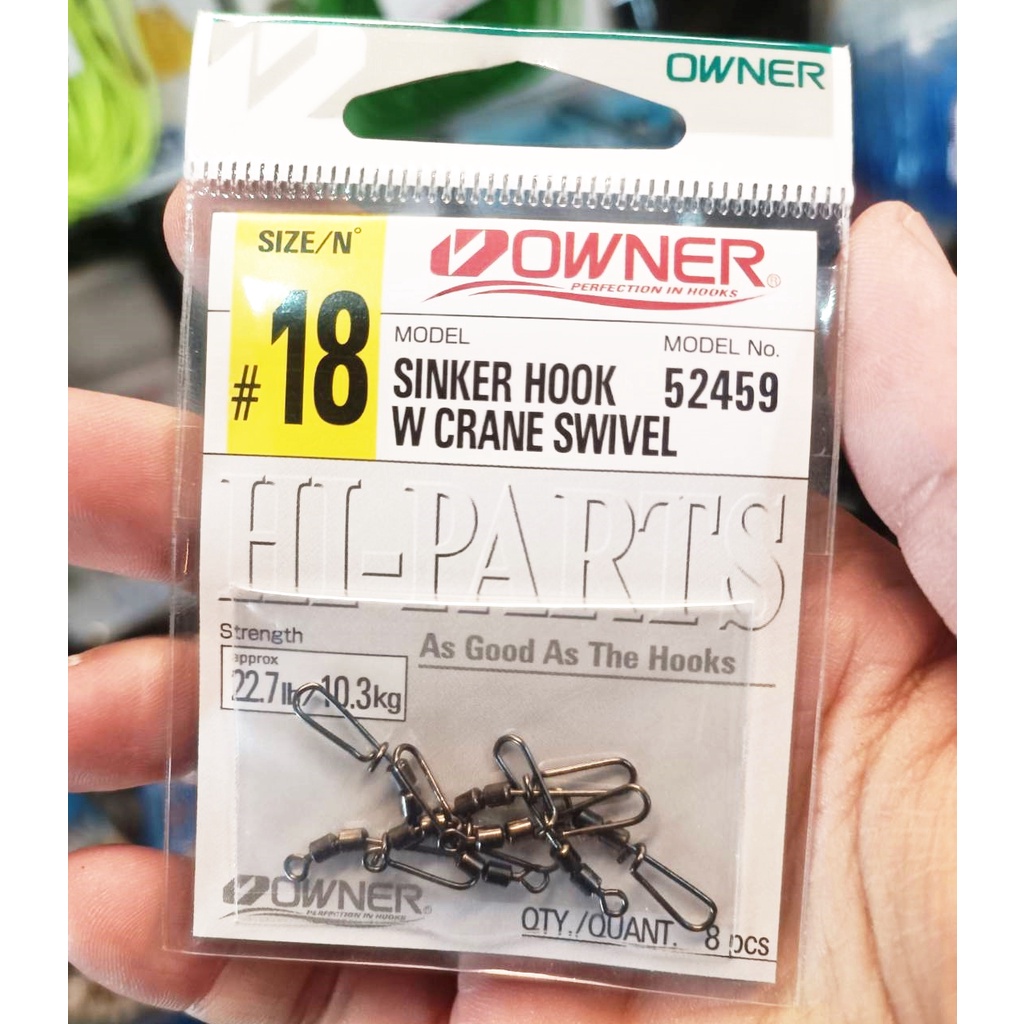 OWNER
SIZE/N°
#18
OWNER®
PERFECTION IN HOOKS
MODEL
MODEL No.
SINKER HOOK
52459
W CRANE SWIVEL
HI-PARTS
Strength
As Good As The Hooks
approx
22.7lb/10.3kg
OWNER®
PERFECTION IN HOOKS
QTY./QUANT. 8 pcs